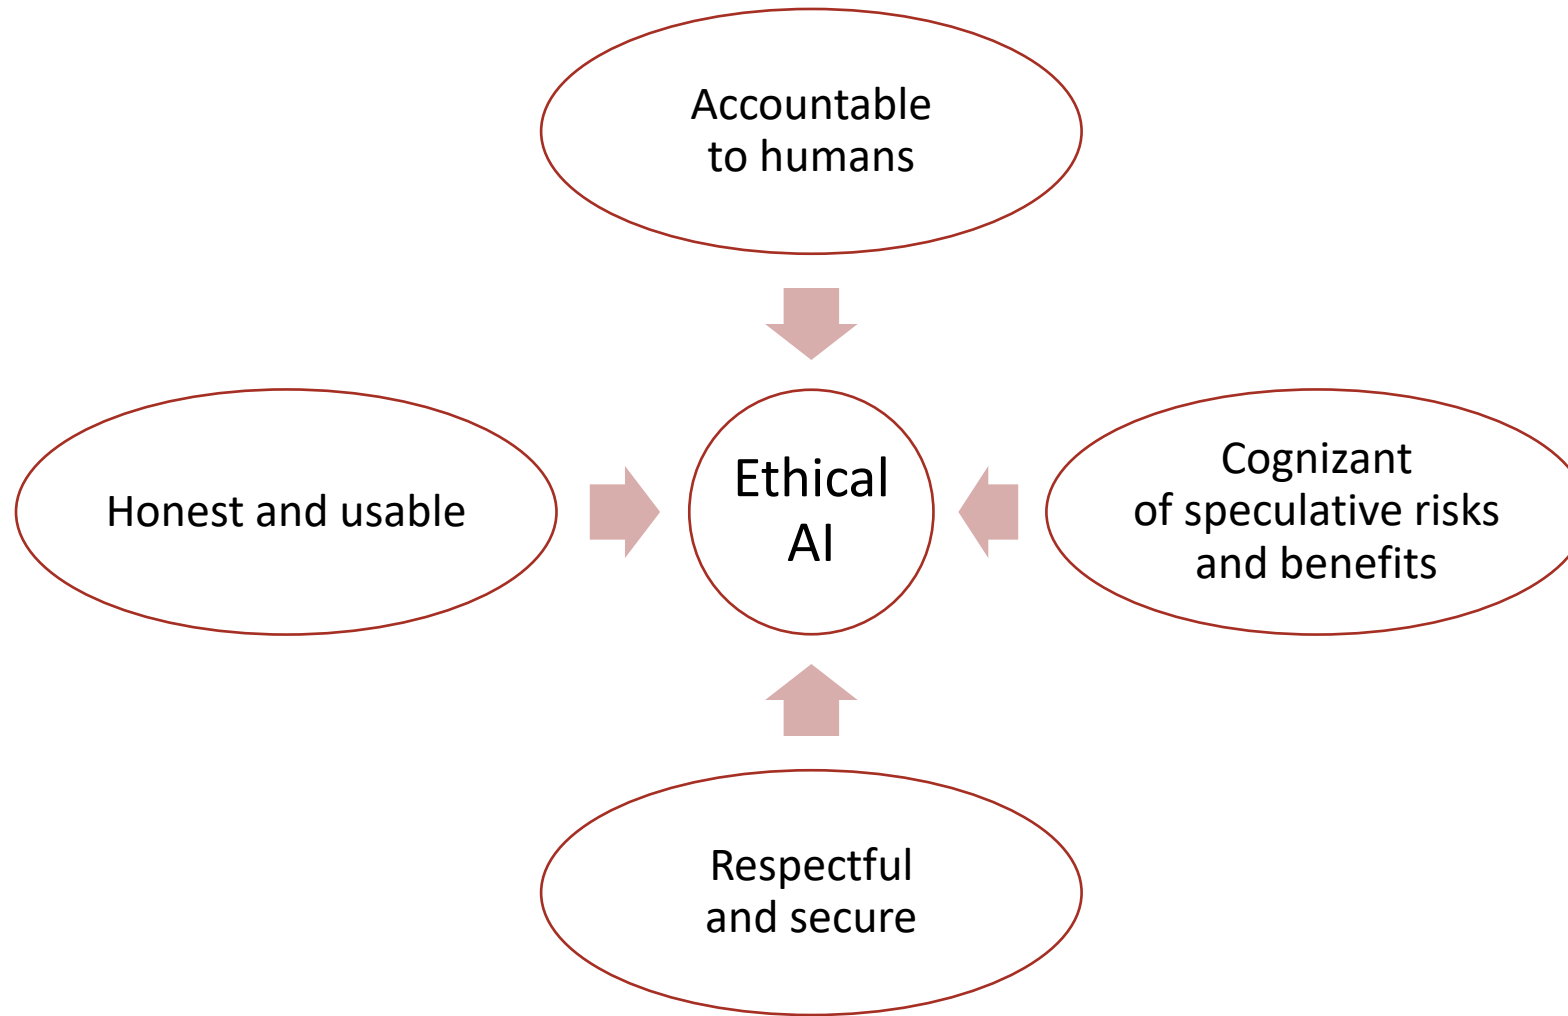 Accountable
to humans
Honest and usable
Ethical
AI
Cognizant
of speculative risks
and benefits
Respectful
and secure